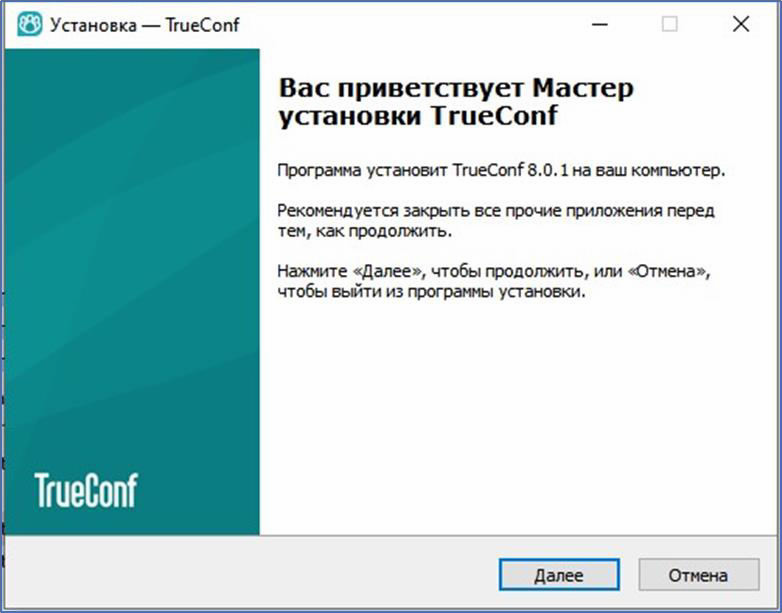 Установка — TrueConf
Вас приветствует Мастер
установки TrueConf
Программа установит TrueConf 8.0.1 на ваш компьютер.
Рекомендуется закрыть все прочие приложения перед
тем, как продолжить.
Нажмите «Далее», чтобы продолжить, или «Отмена»,
чтобы выйти из программы установки.
TrueConf
Далее
Отмена